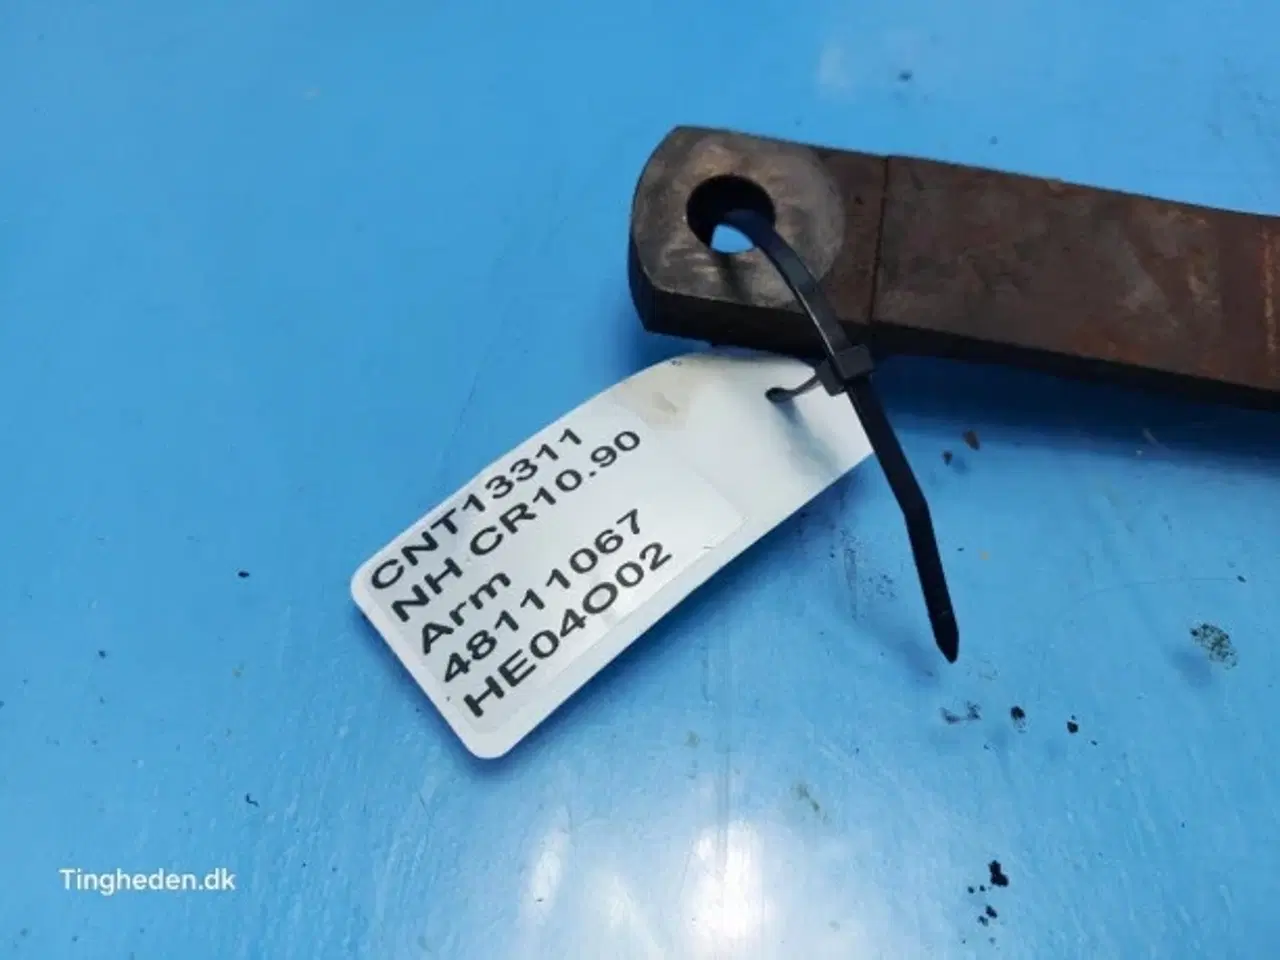 CNT13311
NH CR10.90
Arm
48111067
HE04O02
Tingheden.dk